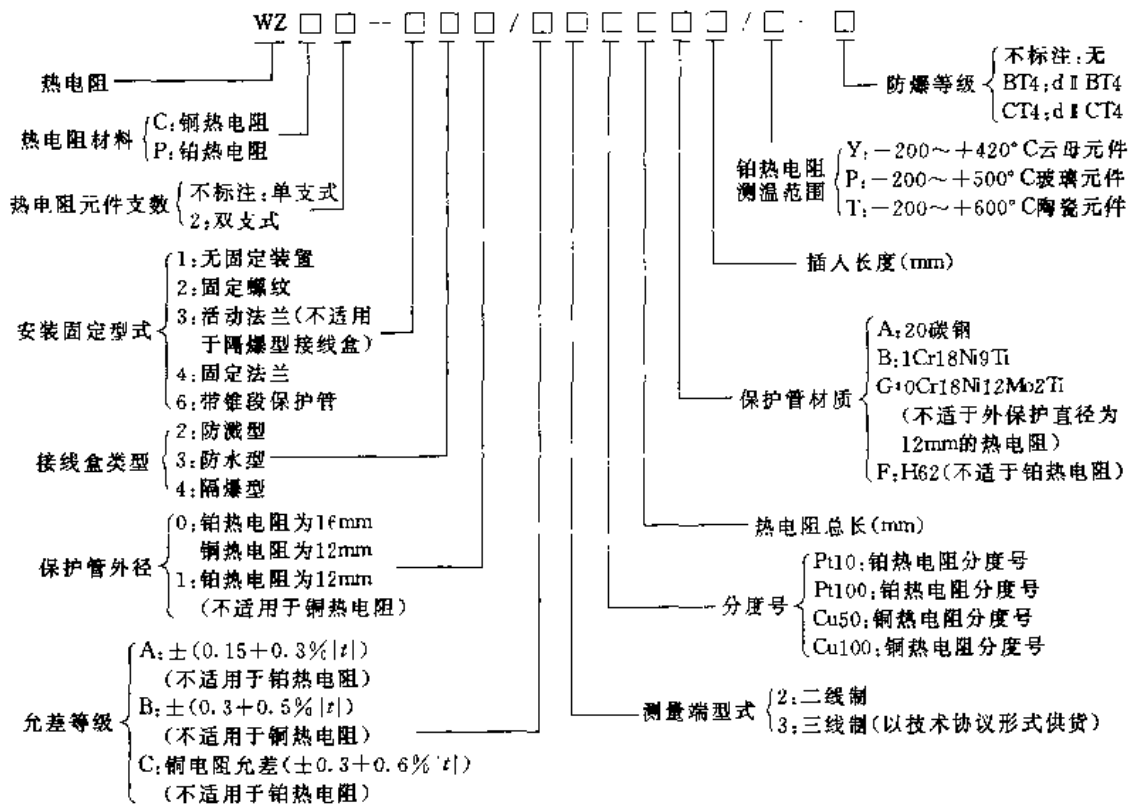 WZ□□--□□□/□□□□□□/□·□
热电阻
热电阻材料
C:铜热电阻
P:铂热电阻
热电阻元件支数
不标注:单支式
2:双支式
安装固定型式
1:无固定装置
2:固定螺纹
3:活动法兰(不适用
于隔爆型接线盒)
4:固定法兰
6:带锥段保护管
接线盒类型
2:防溅型
3:防水型
4:隔爆型
保护管外径
0:铂热电阻为16mm
铜热电阻为12mm
1:铂热电阻为12mm
(不适用于铜热电阻)
允差等级
A:±(0.15+0.3%|t|)
(不适用于铂热电阻)
B:±(0.3+0.5%|t|)
(不适用于铜热电阻)
C:铜电阻允差(±0.3+0.6%|t|)
(不适用于铂热电阻)
防爆等级
不标注:无
BT4:dⅡBT4
CT4:dⅡCT4
铂热电阻
测温范围
Y:-200~+420°C云母元件
P:-200~+500°C玻璃元件
T:-200~+600°C陶瓷元件
插入长度(mm)
保护管材质
A:20碳钢
B:1Cr18Ni9Ti
G:0Cr18Ni12Mo2Ti
(不适于外保护直径为
12mm的热电阻)
F:H62(不适于铂热电阻)
热电阻总长(mm)
分度号
Pt10:铂热电阻分度号
Pt100:铂热电阻分度号
Cu50:铜热电阻分度号
Cu100:铜热电阻分度号
测量端型式
2:二线制
3:三线制(以技术协议形式供货)